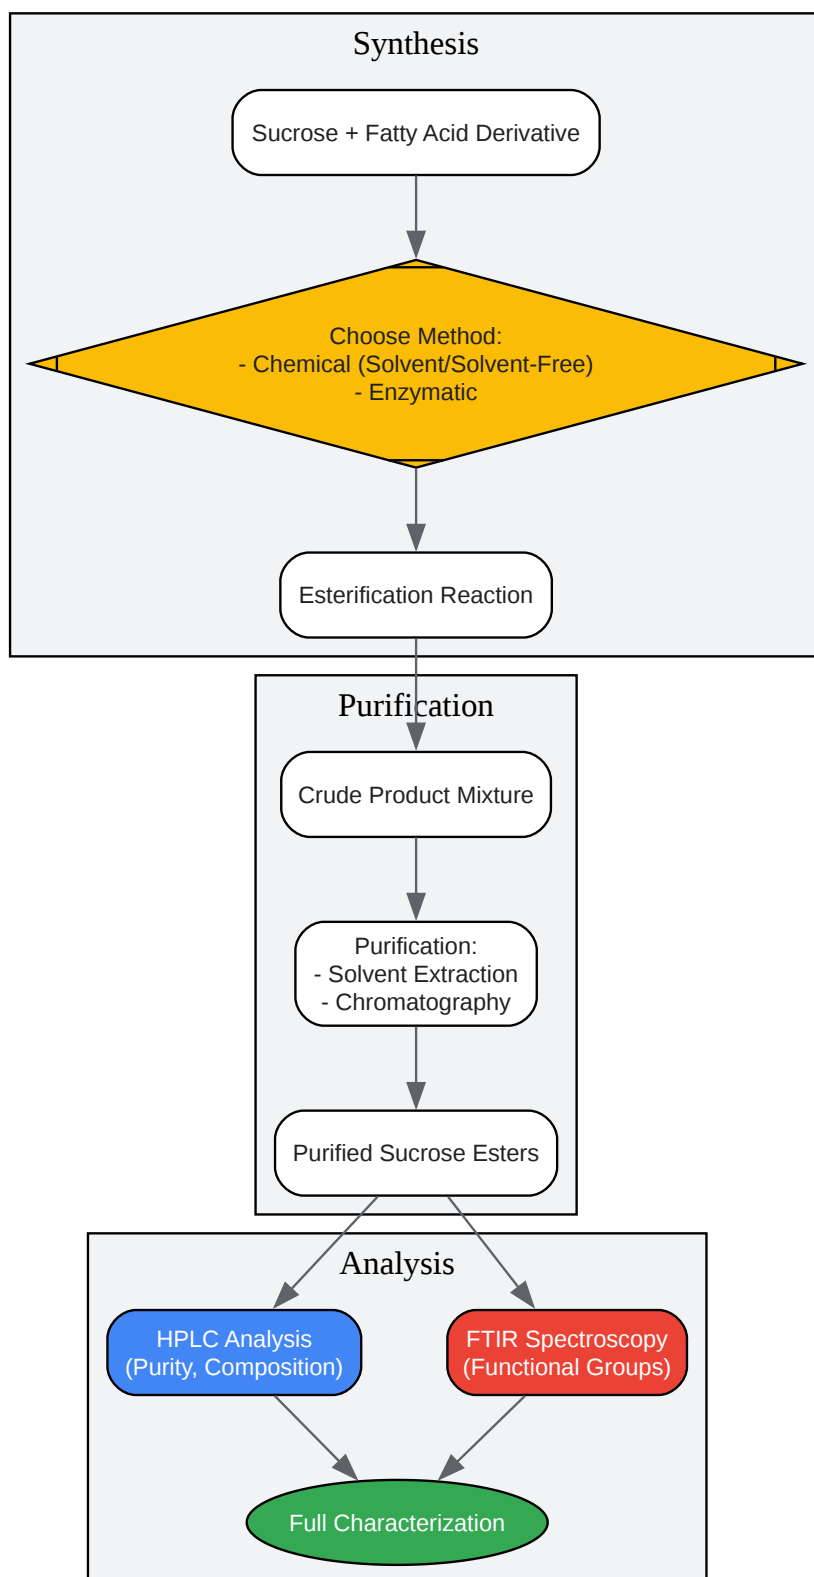 Synthesis
Sucrose + Fatty Acid Derivative
Choose Method:
- Chemical (Solvent/Solvent-Free)
- Enzymatic
Esterification Reaction
Purification
Crude Product Mixture
Purification:
- Solvent Extraction
- Chromatography
Purified Sucrose Esters
Analysis
HPLC Analysis
(Purity, Composition)
FTIR Spectroscopy
(Functional Groups)
Full Characterization